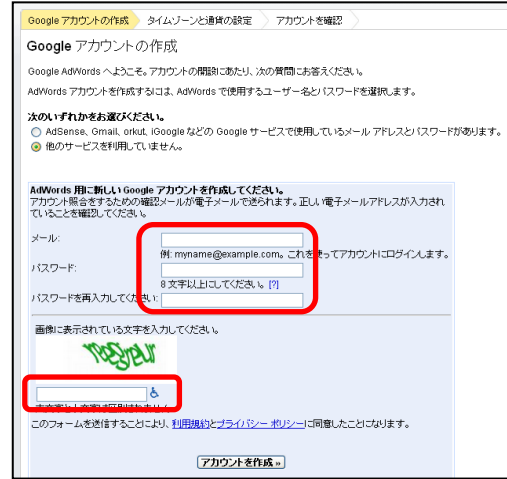 Google アカウントの作成 タイムゾーンと通貨の設定 アカウントを確認
Google アカウントの作成
Google AdWords へようこそ。アカウントの開設にあたり、次の質問にお答えください。
AdWords アカウントを作成するには、AdWords で使用するユーザー名とパスワードを選択します。
次のいずれかをお選びください。
AdSense、Gmail、orkut、iGoogle などの Google サービスで使用しているメール アドレスとパスワードがあります。
他のサービスを利用していません。
AdWords 用に新しい Google アカウントを作成してください。
アカウント照合をするための確認メールが電子メールで送られます。正しい電子メールアドレスが入力され
ていることを確認してください。
メール:
例: myname@example.com。これを使ってアカウントにログインします。
パスワード:
8 文字以上にしてください。[?]
パスワードを再入力してください:
画像に表示されている文字を入力してください。
大文字と小文字は区別されません
このフォームを送信することにより、利用規約とプライバシー ポリシーに同意したことになります。
アカウントを作成 »